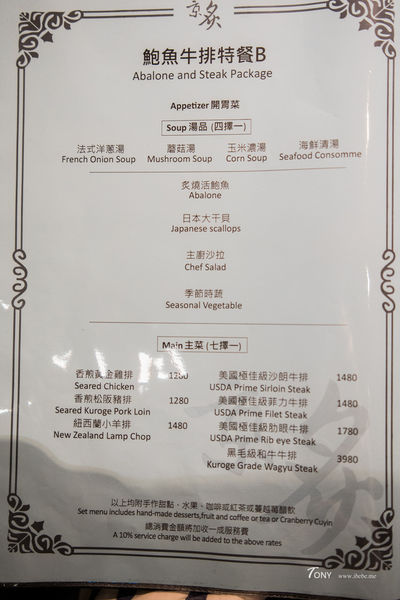 京炙
鮑魚牛排特餐B
Abalone and Steak Package
Appetizer 開胃菜
Soup 湯品 (四擇一)
法式洋蔥湯 蘑菇湯 玉米濃湯 海鮮清湯
French Onion Soup Mushroom Soup Corn Soup Seafood Consomme
炙燒活鮑魚
Abalone
日本大干貝
Japanese scallops
主廚沙拉
Chef Salad
季節時蔬
Seasonal Vegetable
Main 主菜 (七擇一)
香煎黃金雞排 1280
Seared Chicken
香煎松阪豬排 1280
Seared Kuroge Pork Loin
紐西蘭小羊排 1480
New Zealand Lamp Chop
美國極佳級沙朗牛排 1480
USDA Prime Sirloin Steak
美國極佳級菲力牛排 1480
USDA Prime Filet Steak
美國極佳級肋眼牛排 1780
USDA Prime Rib eye Steak
黑毛級和牛牛排 3980
Kuroge Grade Wagyu Steak
以上均附手作甜點、水果、咖啡或紅茶或蔓越莓醋飲
Set menu includes hand-made desserts,fruit and coffee or tea or Cranberry Cuyin
總消費金額將加收一成服務費
A 10% service charge will be added to the above rates
炙
TONY www.ihebe.me